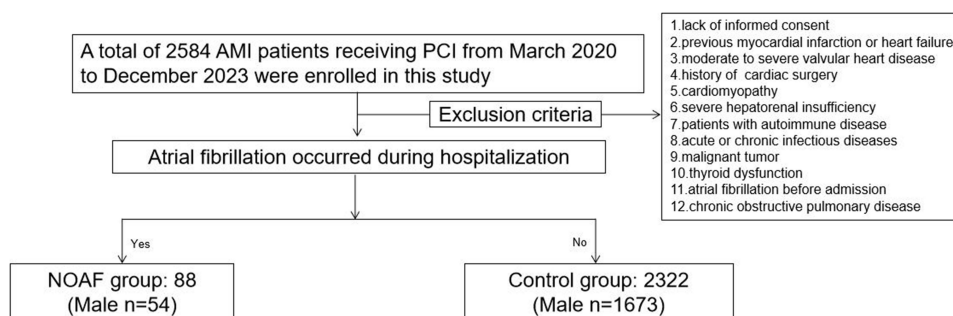 A total of 2584 AMI patients receiving PCI from March 2020
to December 2023 were enrolled in this study
Exclusion criteria
1.lack of informed consent
2.previous myocardial infarction or heart failure
3.moderate to severe valvular heart disease
4.history of cardiac surgery
5.cardiomyopathy
6.severe hepatorenal insufficiency
7.patients with autoimmune disease
8.acute or chronic infectious diseases
9.malignant tumor
10.thyroid dysfunction
11.atrial fibrillation before admission
12.chronic obstructive pulmonary disease
Atrial fibrillation occurred during hospitalization
Yes
No
NOAF group: 88
(Male n=54)
Control group: 2322
(Male n=1673)